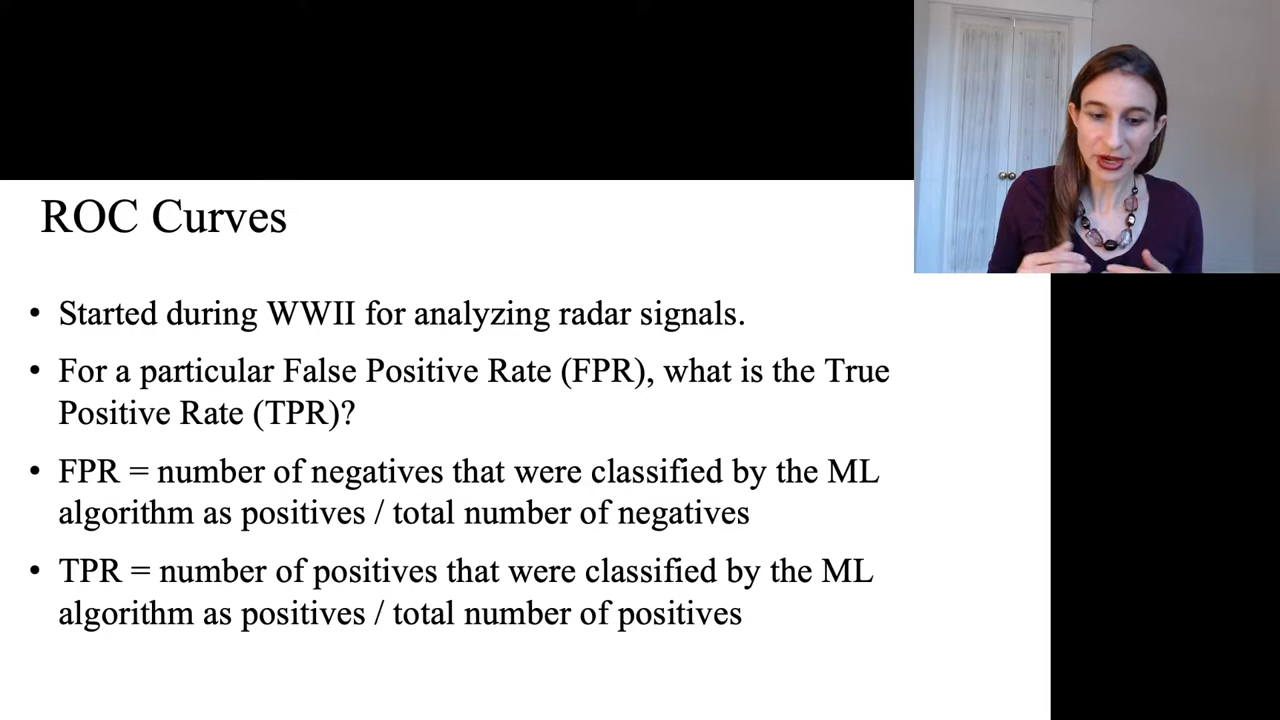 ROC Curves
• Started during WWII for analyzing radar signals.
• For a particular False Positive Rate (FPR), what is the True
Positive Rate (TPR)?
• FPR = number of negatives that were classified by the ML
algorithm as positives / total number of negatives
• TPR = number of positives that were classified by the ML
algorithm as positives / total number of positives